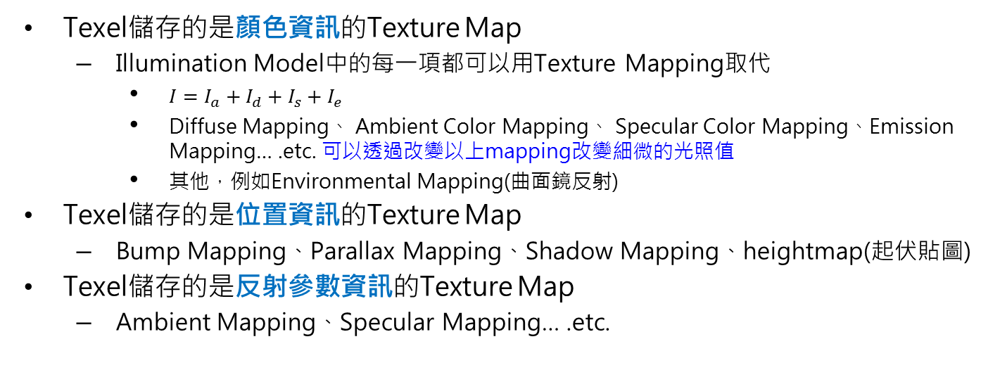 • Texel儲存的是顏色資訊的Texture Map
– Illumination Model中的每一項都可以用Texture Mapping取代
• I = Iₐ + I_d + Iₛ + Iₑ
• Diffuse Mapping、 Ambient Color Mapping、 Specular Color Mapping、Emission
Mapping... .etc. 可以透過改變以上mapping改變細微的光照值
• 其他，例如Environmental Mapping(曲面鏡反射)
• Texel儲存的是位置資訊的Texture Map
– Bump Mapping、Parallax Mapping、Shadow Mapping、heightmap(起伏貼圖)
• Texel儲存的是反射參數資訊的Texture Map
– Ambient Mapping、Specular Mapping... .etc.